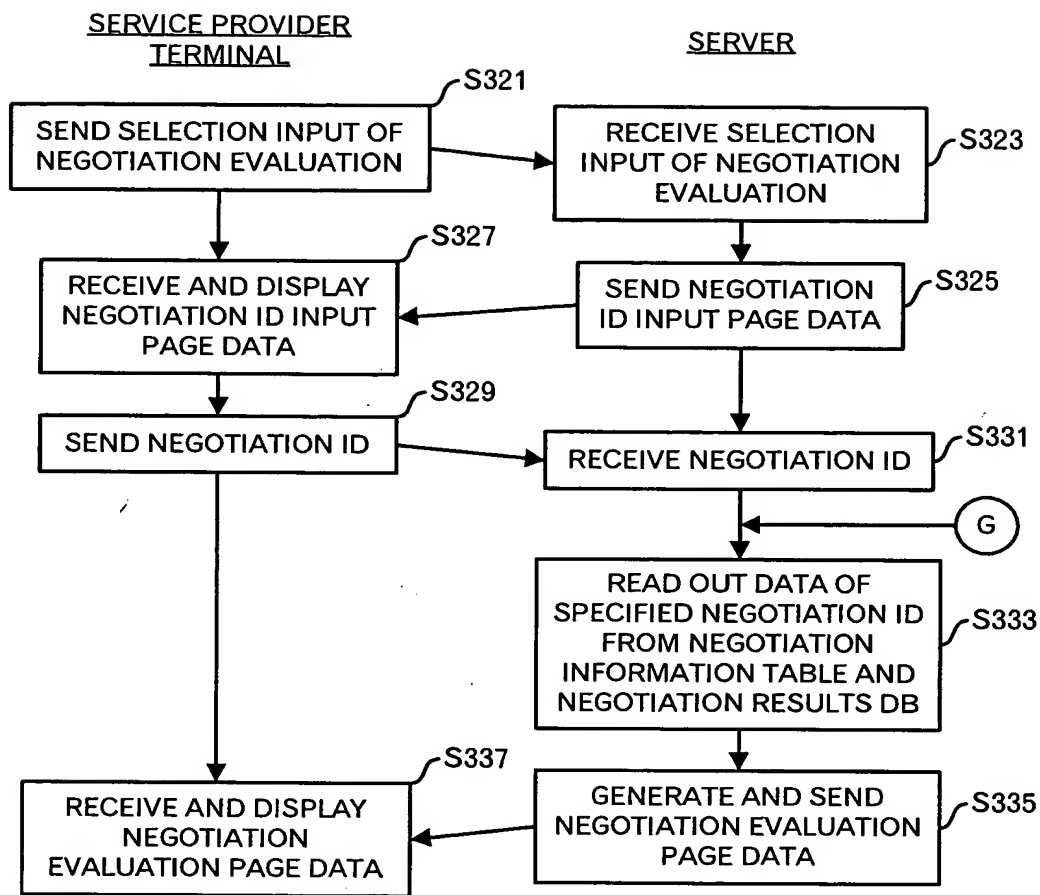 SERVICE PROVIDER
TERMINAL
SERVER
S321
SEND SELECTION INPUT OF
NEGOTIATION EVALUATION
RECEIVE SELECTION
INPUT OF NEGOTIATION
EVALUATION
S323
S327
RECEIVE AND DISPLAY
NEGOTIATION ID INPUT
PAGE DATA
SEND NEGOTIATION
ID INPUT PAGE DATA
S325
S329
SEND NEGOTIATION ID
RECEIVE NEGOTIATION ID
S331
G
READ OUT DATA OF
SPECIFIED NEGOTIATION ID
FROM NEGOTIATION
INFORMATION TABLE AND
NEGOTIATION RESULTS DB
S333
S337
RECEIVE AND DISPLAY
NEGOTIATION
EVALUATION PAGE DATA
GENERATE AND SEND
NEGOTIATION EVALUATION
PAGE DATA
S335